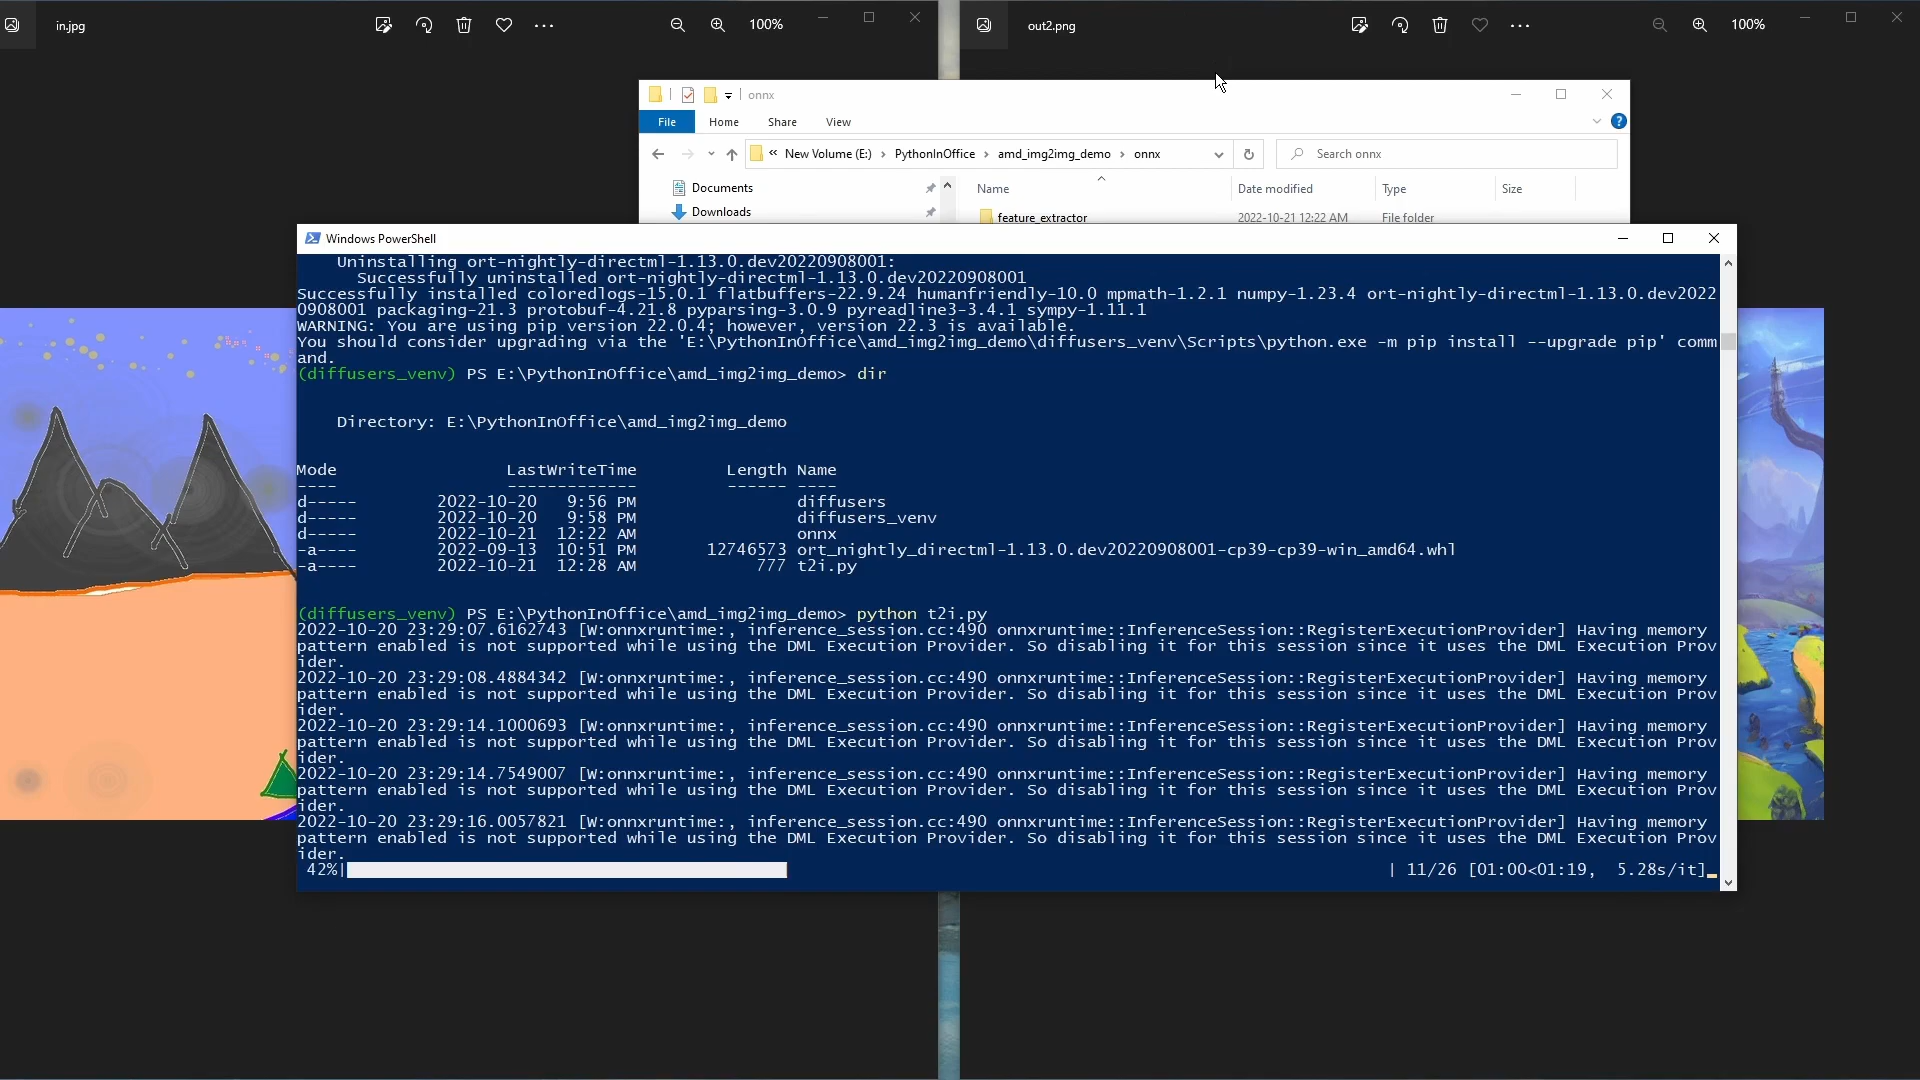 in.jpg
100%
out2.png
100%
onnx
File Home Share View
« New Volume (E:) › PythonInOffice › amd_img2img_demo › onnx
Search onnx
Documents
Downloads
Name Date modified Type Size
feature_extractor 2022-10-21 12:22 AM File folder
Windows PowerShell
Uninstalling ort-nightly-directml-1.13.0.dev20220908001:
Successfully uninstalled ort-nightly-directml-1.13.0.dev20220908001
Successfully installed coloredlogs-15.0.1 flatbuffers-22.9.24 humanfriendly-10.0 mpmath-1.2.1 numpy-1.23.4 ort-nightly-directml-1.13.0.dev2022
0908001 packaging-21.3 protobuf-4.21.8 pyparsing-3.0.9 pyreadline3-3.4.1 sympy-1.11.1
WARNING: You are using pip version 22.0.4; however, version 22.3 is available.
You should consider upgrading via the 'E:\PythonInOffice\amd_img2img_demo\diffusers_venv\Scripts\python.exe -m pip install --upgrade pip' comm
and.
(diffusers_venv) PS E:\PythonInOffice\amd_img2img_demo> dir
Directory: E:\PythonInOffice\amd_img2img_demo
Mode LastWriteTime Length Name
---- ------------- ------ ----
d----- 2022-10-20 9:56 PM diffusers
d----- 2022-10-20 9:58 PM diffusers_venv
d----- 2022-10-21 12:22 AM onnx
-a---- 2022-09-13 10:51 PM 12746573 ort_nightly_directml-1.13.0.dev20220908001-cp39-cp39-win_amd64.whl
-a---- 2022-10-21 12:28 AM 777 t2i.py
(diffusers_venv) PS E:\PythonInOffice\amd_img2img_demo> python t2i.py
2022-10-20 23:29:07.6162743 [W:onnxruntime:, inference_session.cc:490 onnxruntime::InferenceSession::RegisterExecutionProvider] Having memory
pattern enabled is not supported while using the DML Execution Provider. So disabling it for this session since it uses the DML Execution Prov
ider.
2022-10-20 23:29:08.4884342 [W:onnxruntime:, inference_session.cc:490 onnxruntime::InferenceSession::RegisterExecutionProvider] Having memory
pattern enabled is not supported while using the DML Execution Provider. So disabling it for this session since it uses the DML Execution Prov
ider.
2022-10-20 23:29:14.1000693 [W:onnxruntime:, inference_session.cc:490 onnxruntime::InferenceSession::RegisterExecutionProvider] Having memory
pattern enabled is not supported while using the DML Execution Provider. So disabling it for this session since it uses the DML Execution Prov
ider.
2022-10-20 23:29:14.7549007 [W:onnxruntime:, inference_session.cc:490 onnxruntime::InferenceSession::RegisterExecutionProvider] Having memory
pattern enabled is not supported while using the DML Execution Provider. So disabling it for this session since it uses the DML Execution Prov
ider.
2022-10-20 23:29:16.0057821 [W:onnxruntime:, inference_session.cc:490 onnxruntime::InferenceSession::RegisterExecutionProvider] Having memory
pattern enabled is not supported while using the DML Execution Provider. So disabling it for this session since it uses the DML Execution Prov
ider.
42%| | 11/26 [01:00<01:19, 5.28s/it]